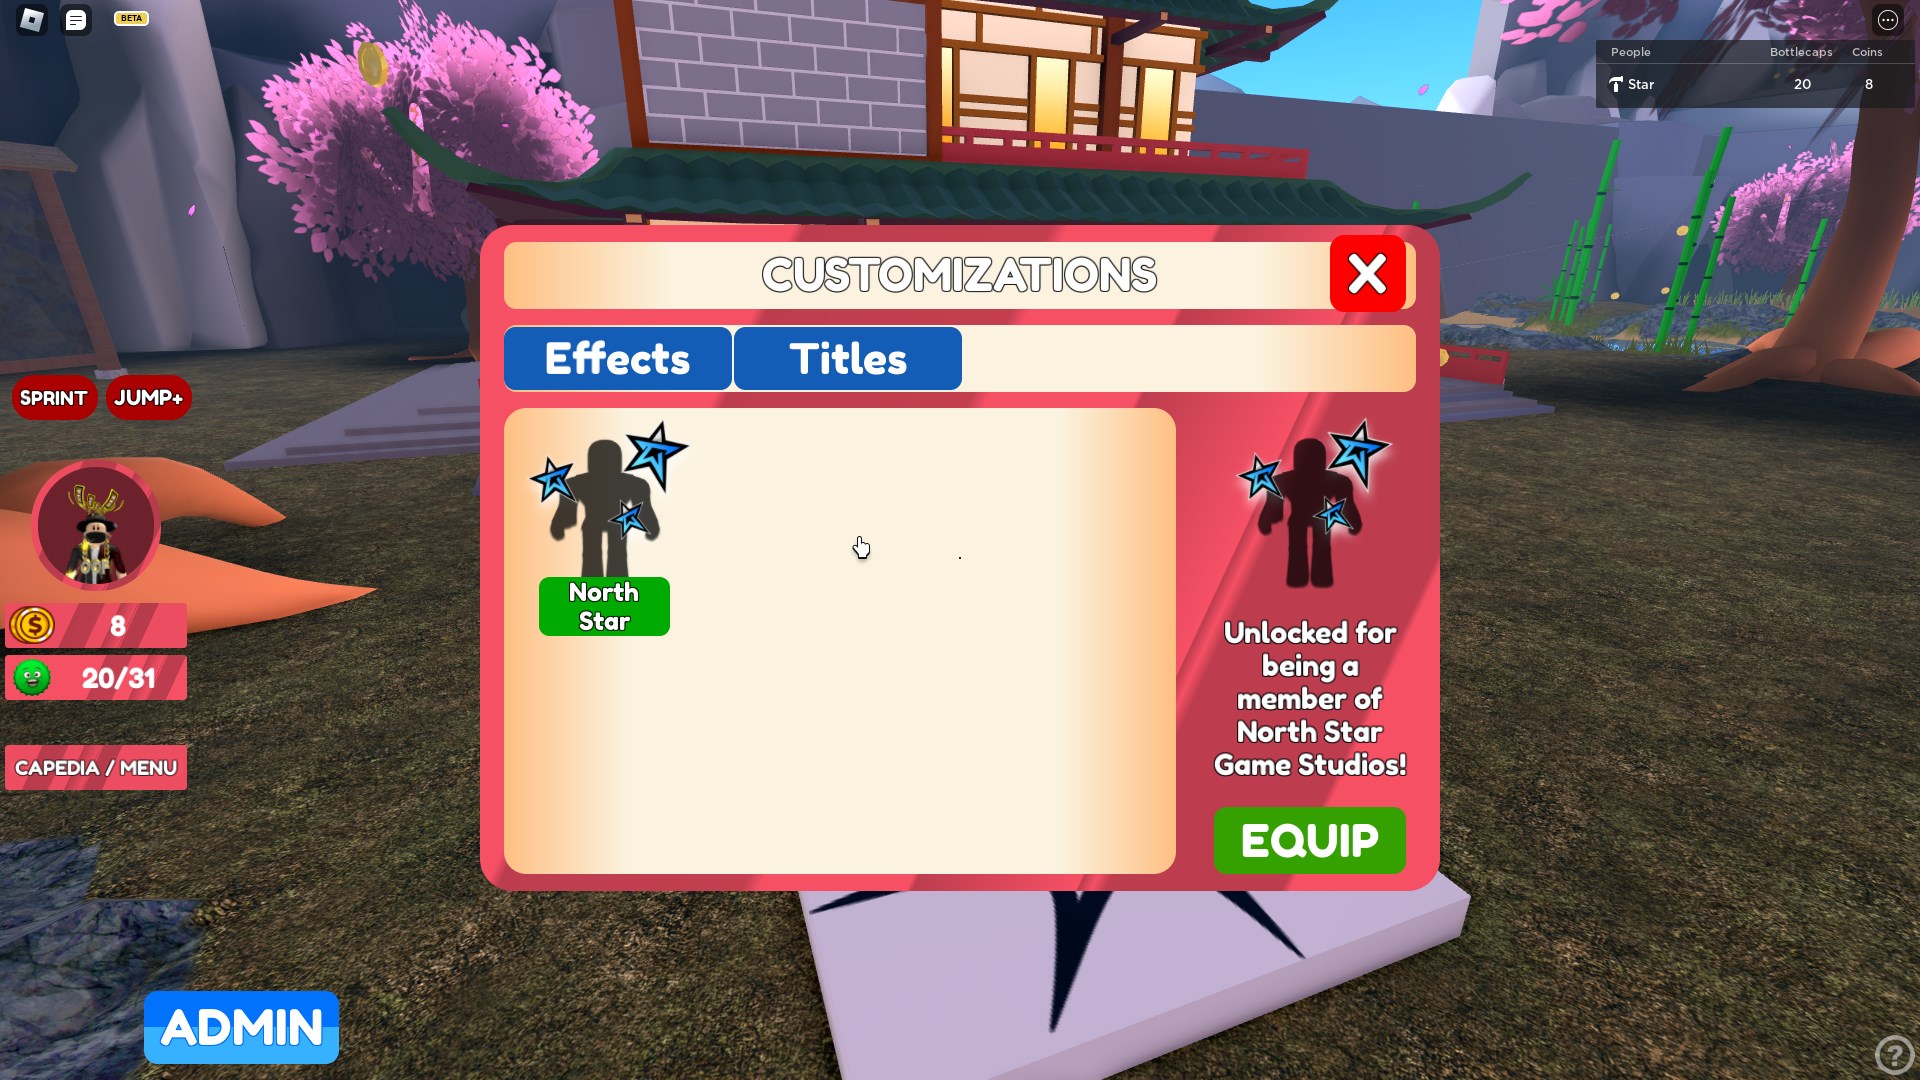 BETA
People Bottlecaps Coins
Star 20 8
CUSTOMIZATIONS
X
Effects Titles
SPRINT JUMP+
North
Star
8
20/31
CAPEDIA / MENU
Unlocked for
being a
member of
North Star
Game Studios!
EQUIP
ADMIN
?